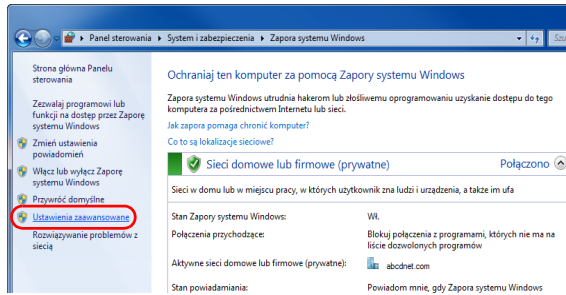 Panel sterowania ▸ System i zabezpieczenia ▸ Zapora systemu Windows
Strona główna Panelu
sterowania
Zezwalaj programowi lub
funkcji na dostęp przez Zaporę
systemu Windows
Zmień ustawienia
powiadomień
Włącz lub wyłącz Zaporę
systemu Windows
Przywróć domyślne
Ustawienia zaawansowane
Rozwiązywanie problemów z
siecią
Ochraniaj ten komputer za pomocą Zapory systemu Windows
Zapora systemu Windows utrudnia hakerom lub złośliwemu oprogramowaniu uzyskanie dostępu do tego
komputera za pośrednictwem Internetu lub sieci.
Jak zapora pomaga chronić komputer?
Co to są lokalizacje sieciowe?
Sieci domowe lub firmowe (prywatne) Połączono
Sieci w domu lub w miejscu pracy, w których użytkownik zna ludzi i urządzenia, a także im ufa
Stan Zapory systemu Windows: Wł.
Połączenia przychodzące: Blokuj połączenia z programami, których nie ma na
liście dozwolonych programów
Aktywne sieci domowe lub firmowe (prywatne): abcdnet.com
Stan powiadamiania: Powiadom mnie, gdy Zapora systemu Windows